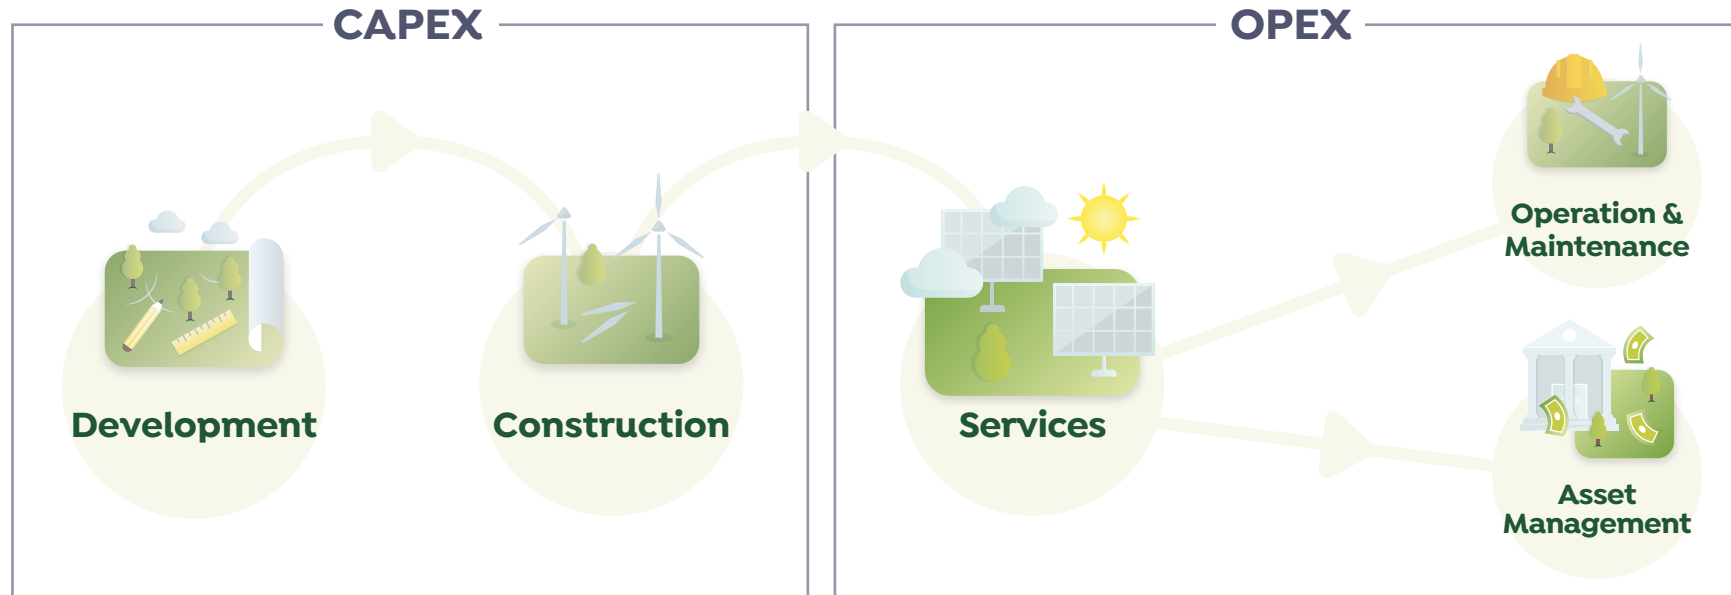 CAPEX
OPEX
Development
Construction
Services
Operation &
Maintenance
Asset
Management